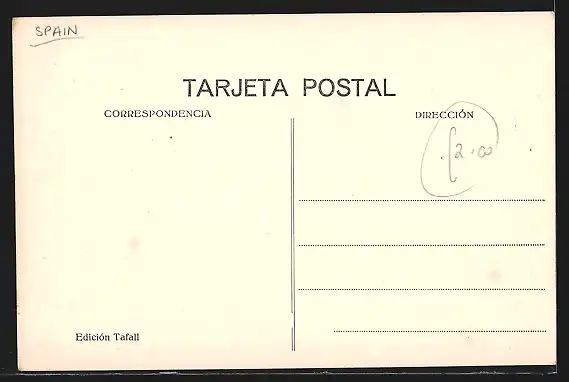 SPAIN
TARJETA POSTAL
CORRESPONDENCIA
DIRECCIÓN
2.00
Edición Tafall